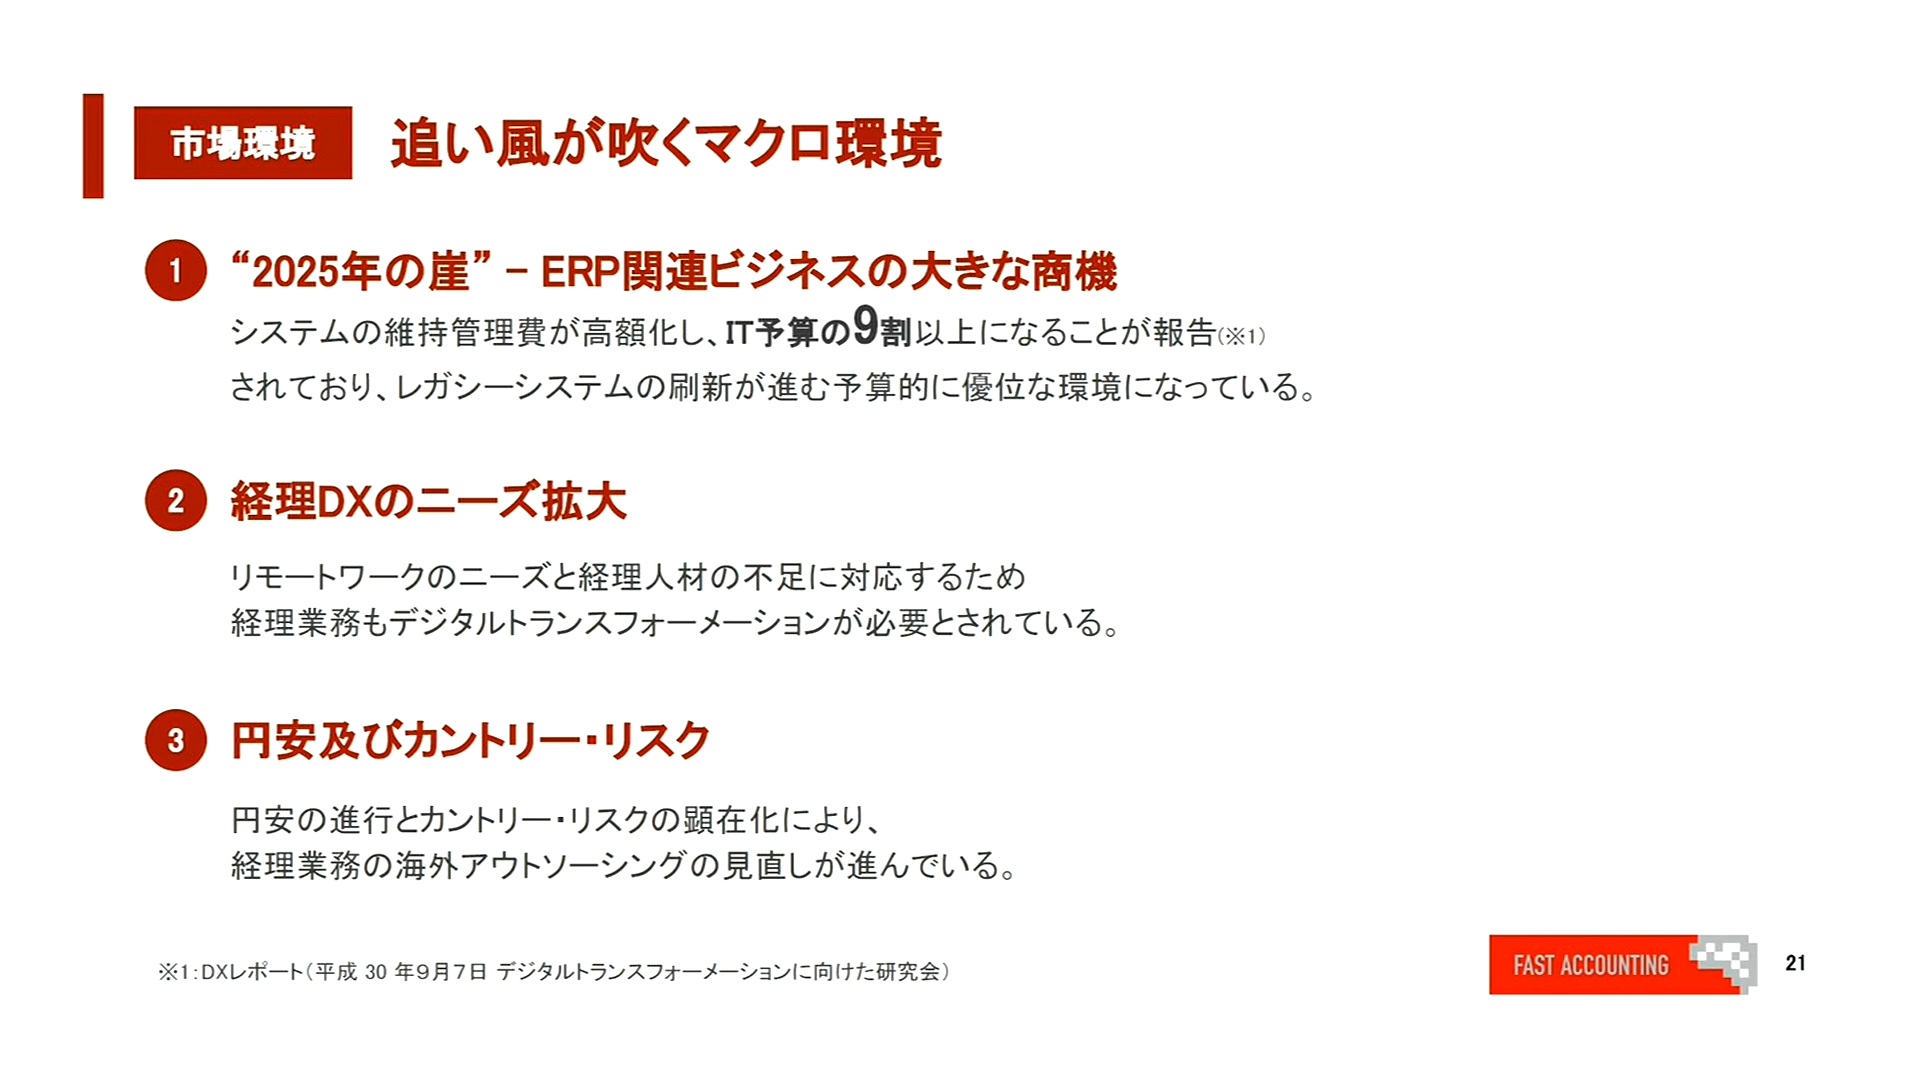 市場環境
追い風が吹くマクロ環境
1
“2025年の崖” – ERP関連ビジネスの大きな商機
システムの維持管理費が高額化し、IT予算の9割以上になることが報告(※1)
されており、レガシーシステムの刷新が進む予算的に優位な環境になっている。
2
経理DXのニーズ拡大
リモートワークのニーズと経理人材の不足に対応するため
経理業務もデジタルトランスフォーメーションが必要とされている。
3
円安及びカントリー・リスク
円安の進行とカントリー・リスクの顕在化により、
経理業務の海外アウトソーシングの見直しが進んでいる。
※1:DXレポート(平成 30 年9月7日 デジタルトランスフォーメーションに向けた研究会)
FAST ACCOUNTING
21